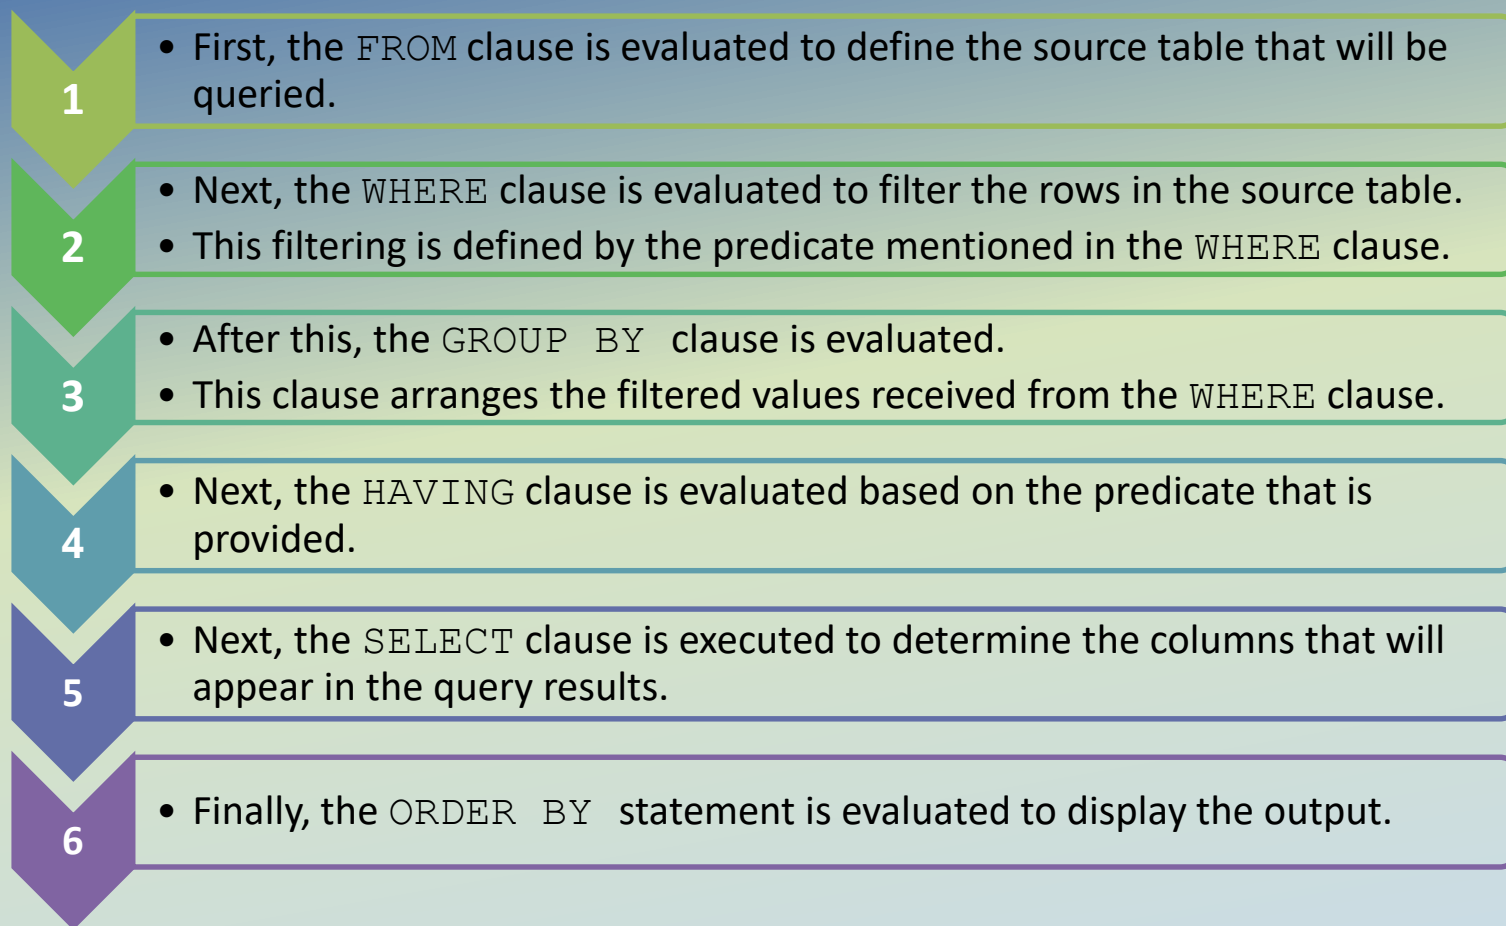 1
• First, the FROM clause is evaluated to define the source table that will be
queried.
2
• Next, the WHERE clause is evaluated to filter the rows in the source table.
• This filtering is defined by the predicate mentioned in the WHERE clause.
3
• After this, the GROUP BY clause is evaluated.
• This clause arranges the filtered values received from the WHERE clause.
4
• Next, the HAVING clause is evaluated based on the predicate that is
provided.
5
• Next, the SELECT clause is executed to determine the columns that will
appear in the query results.
6
• Finally, the ORDER BY statement is evaluated to display the output.